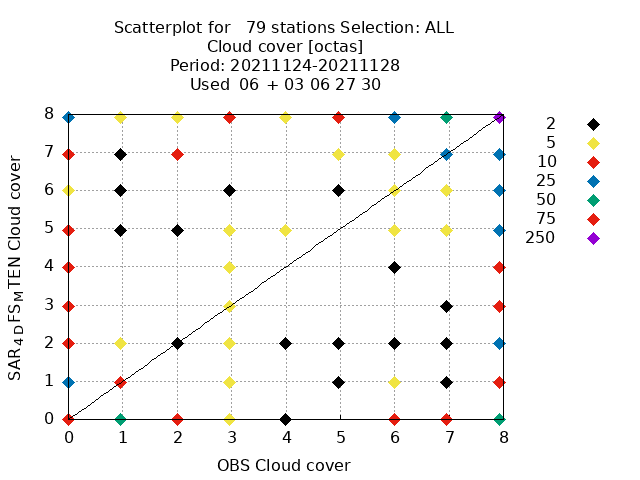 Scatterplot for 79 stations Selection: ALL
Cloud cover [octas]
Period: 20211124-20211128
Used 06 + 03 06 27 30
SAR4DFSMTEN Cloud cover
8
7
6
5
4
3
2
1
0
0 1 2 3 4 5 6 7 8
OBS Cloud cover
2
5
10
25
50
75
250